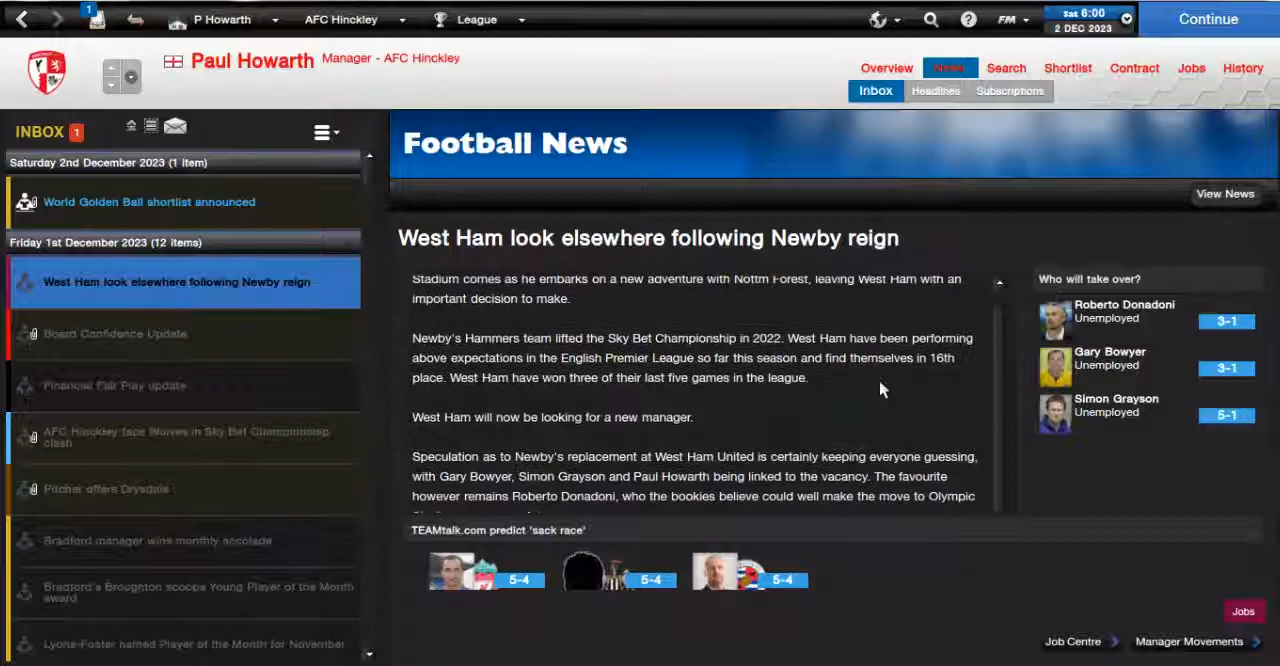 1
P Howarth
AFC Hinckley
League
FM
Sat 6:00
2 DEC 2023
Continue
Paul Howarth
Manager - AFC Hinckley
Overview
News
Search
Shortlist
Contract
Jobs
History
Inbox
Headlines
Subscriptions
INBOX 1
Saturday 2nd December 2023 (1 item)
World Golden Ball shortlist announced
Friday 1st December 2023 (12 items)
West Ham look elsewhere following Newby reign
Board Confidence Update
Financial Fair Play update
AFC Hinckley face Wolves in Sky Bet Championship
clash
Pitcher offers Drysdale
Bradford manager wins monthly accolade
Bradford's Broughton scoops Young Player of the Month
award
Lyons-Foster named Player of the Month for November
Football News
View News
West Ham look elsewhere following Newby reign
Stadium comes as he embarks on a new adventure with Nottm Forest, leaving West Ham with an
important decision to make.
Newby's Hammers team lifted the Sky Bet Championship in 2022. West Ham have been performing
above expectations in the English Premier League so far this season and find themselves in 16th
place. West Ham have won three of their last five games in the league.
West Ham will now be looking for a new manager.
Speculation as to Newby's replacement at West Ham United is certainly keeping everyone guessing,
with Gary Bowyer, Simon Grayson and Paul Howarth being linked to the vacancy. The favourite
however remains Roberto Donadoni, who the bookies believe could well make the move to Olympic
Who will take over?
Roberto Donadoni
Unemployed
3-1
Gary Bowyer
Unemployed
3-1
Simon Grayson
Unemployed
5-1
TEAMtalk.com predict 'sack race'
5-4
5-4
5-4
Jobs
Job Centre
Manager Movements